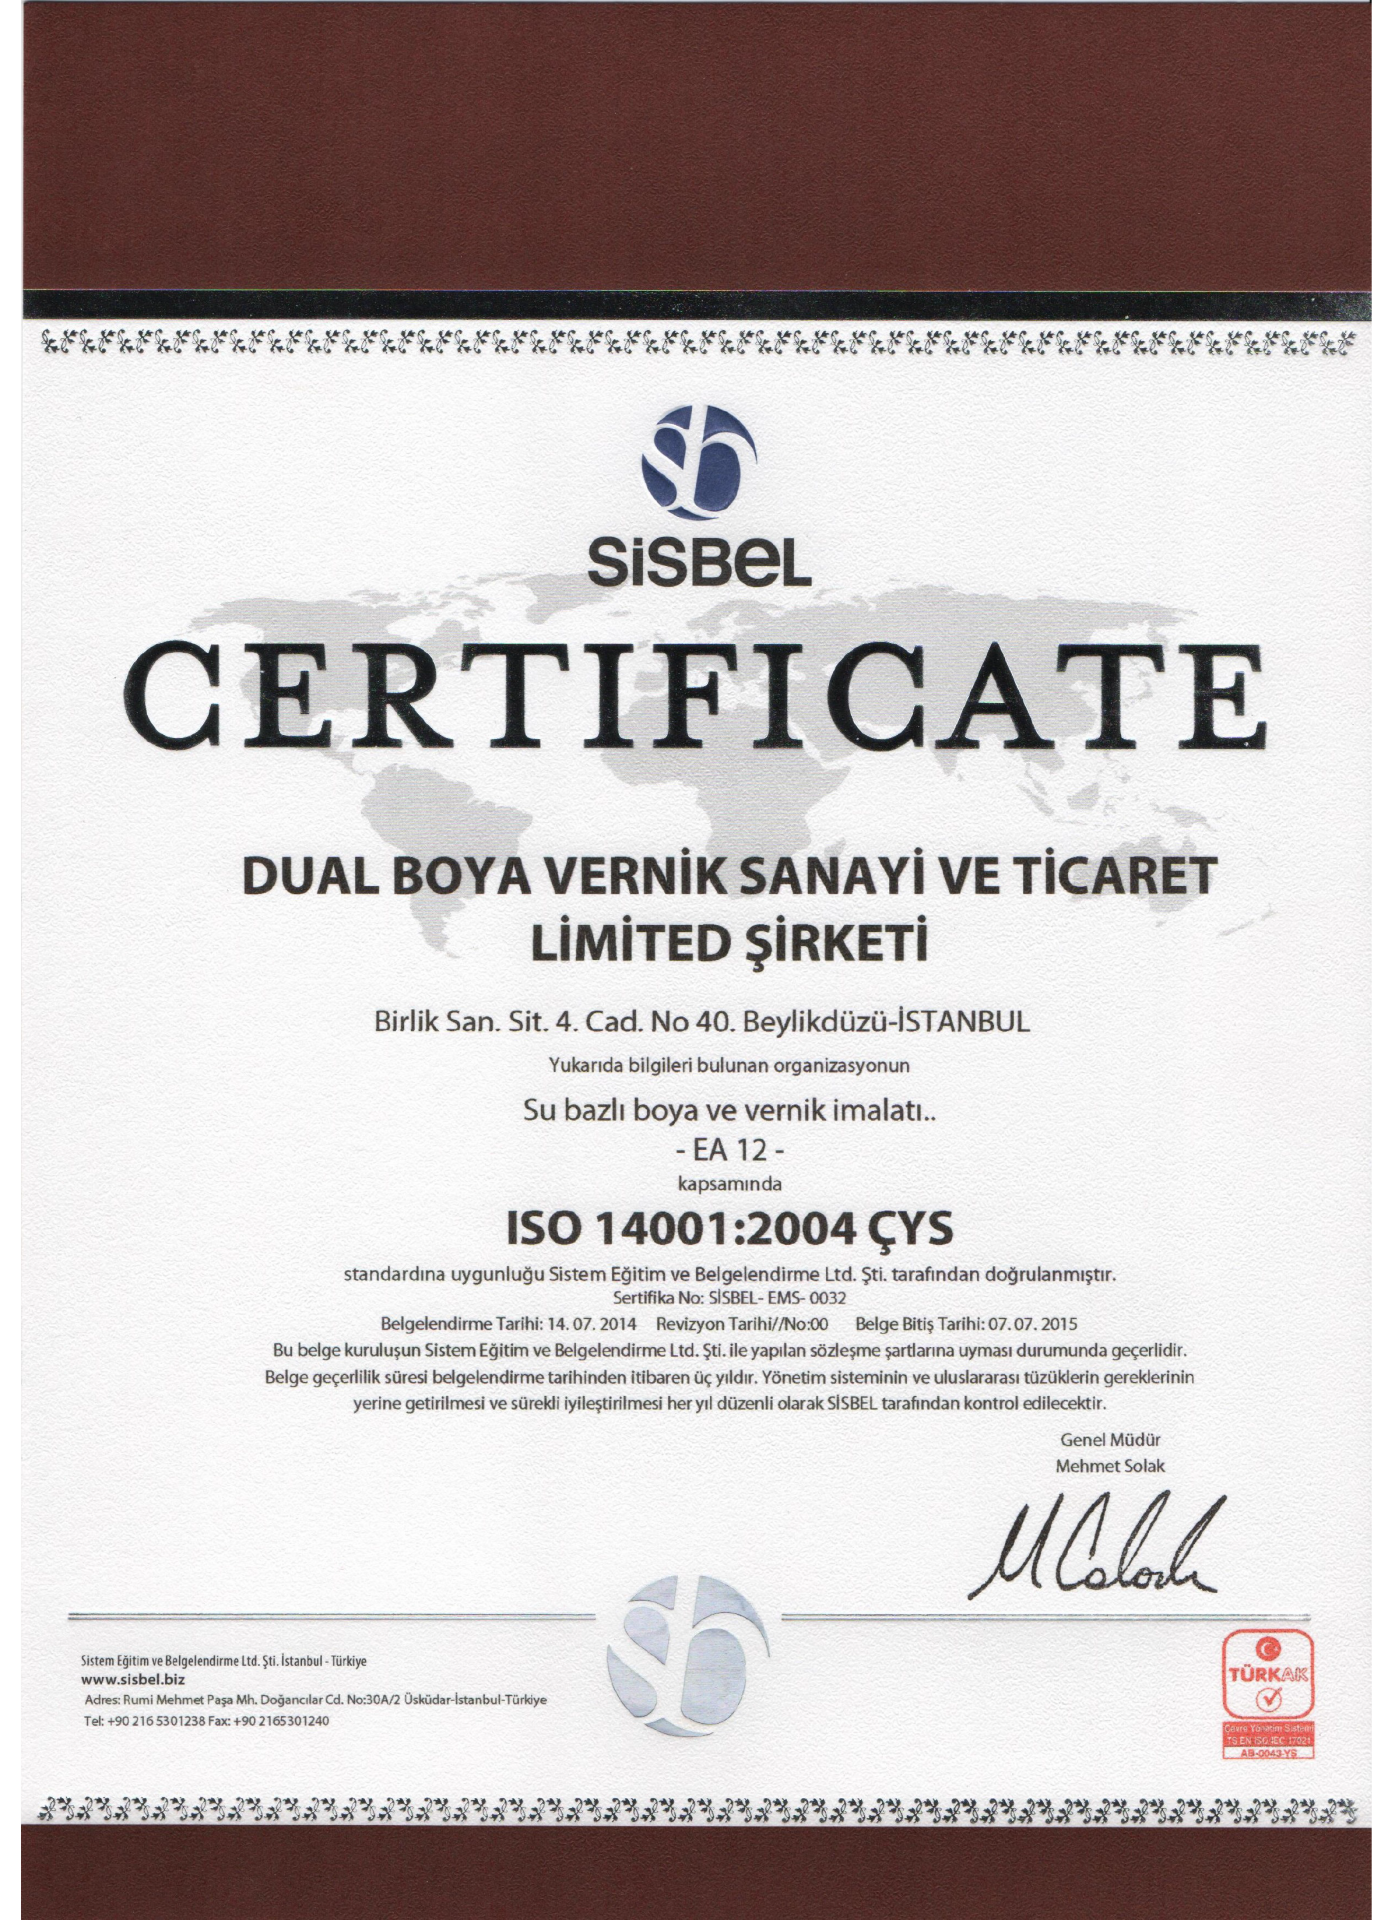 SiSBeL
CERTIFICATE
DUAL BOYA VERNİK SANAYİ VE TİCARET
LİMİTED ŞİRKETİ
Birlik San. Sit. 4. Cad. No 40. Beylikdüzü-İSTANBUL
Yukarıda bilgileri bulunan organizasyonun
Su bazlı boya ve vernik imalatı..
- EA 12 -
kapsamında
ISO 14001:2004 ÇYS
standardına uygunluğu Sistem Eğitim ve Belgelendirme Ltd. Şti. tarafından doğrulanmıştır.
Sertifika No: SİSBEL- EMS- 0032
Belgelendirme Tarihi: 14. 07. 2014 Revizyon Tarihi//No:00 Belge Bitiş Tarihi: 07. 07. 2015
Bu belge kuruluşun Sistem Eğitim ve Belgelendirme Ltd. Şti. ile yapılan sözleşme şartlarına uyması durumunda geçerlidir.
Belge geçerlilik süresi belgelendirme tarihinden itibaren üç yıldır. Yönetim sisteminin ve uluslararası tüzüklerin gereklerinin
yerine getirilmesi ve sürekli iyileştirilmesi her yıl düzenli olarak SİSBEL tarafından kontrol edilecektir.
Genel Müdür
Mehmet Solak
Sistem Eğitim ve Belgelendirme Ltd. Şti. İstanbul - Türkiye
www.sisbel.biz
Adres: Rumi Mehmet Paşa Mh. Doğancılar Cd. No:30A/2 Üsküdar-İstanbul-Türkiye
Tel: +90 216 5301238 Fax: +90 2165301240
TÜRKAK
Çevre Yönetim Sistemi
TS EN ISO IEC 17021
AB-0043-YS